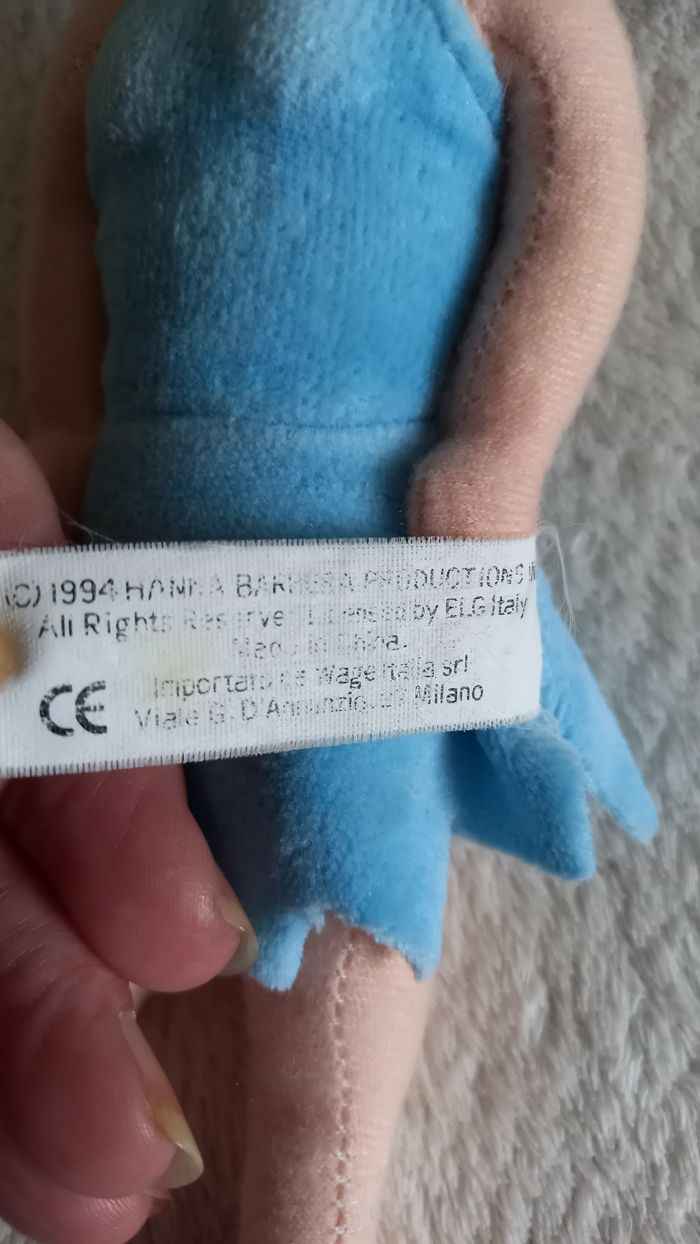 (C) 1994 HANNA BARBERA PRODUCTIONS
All Rights Reserved Licensed by ELG Italy
Made in China.
Importato da Wage Italia srl
CE Viale G. D'Annunzio, Milano